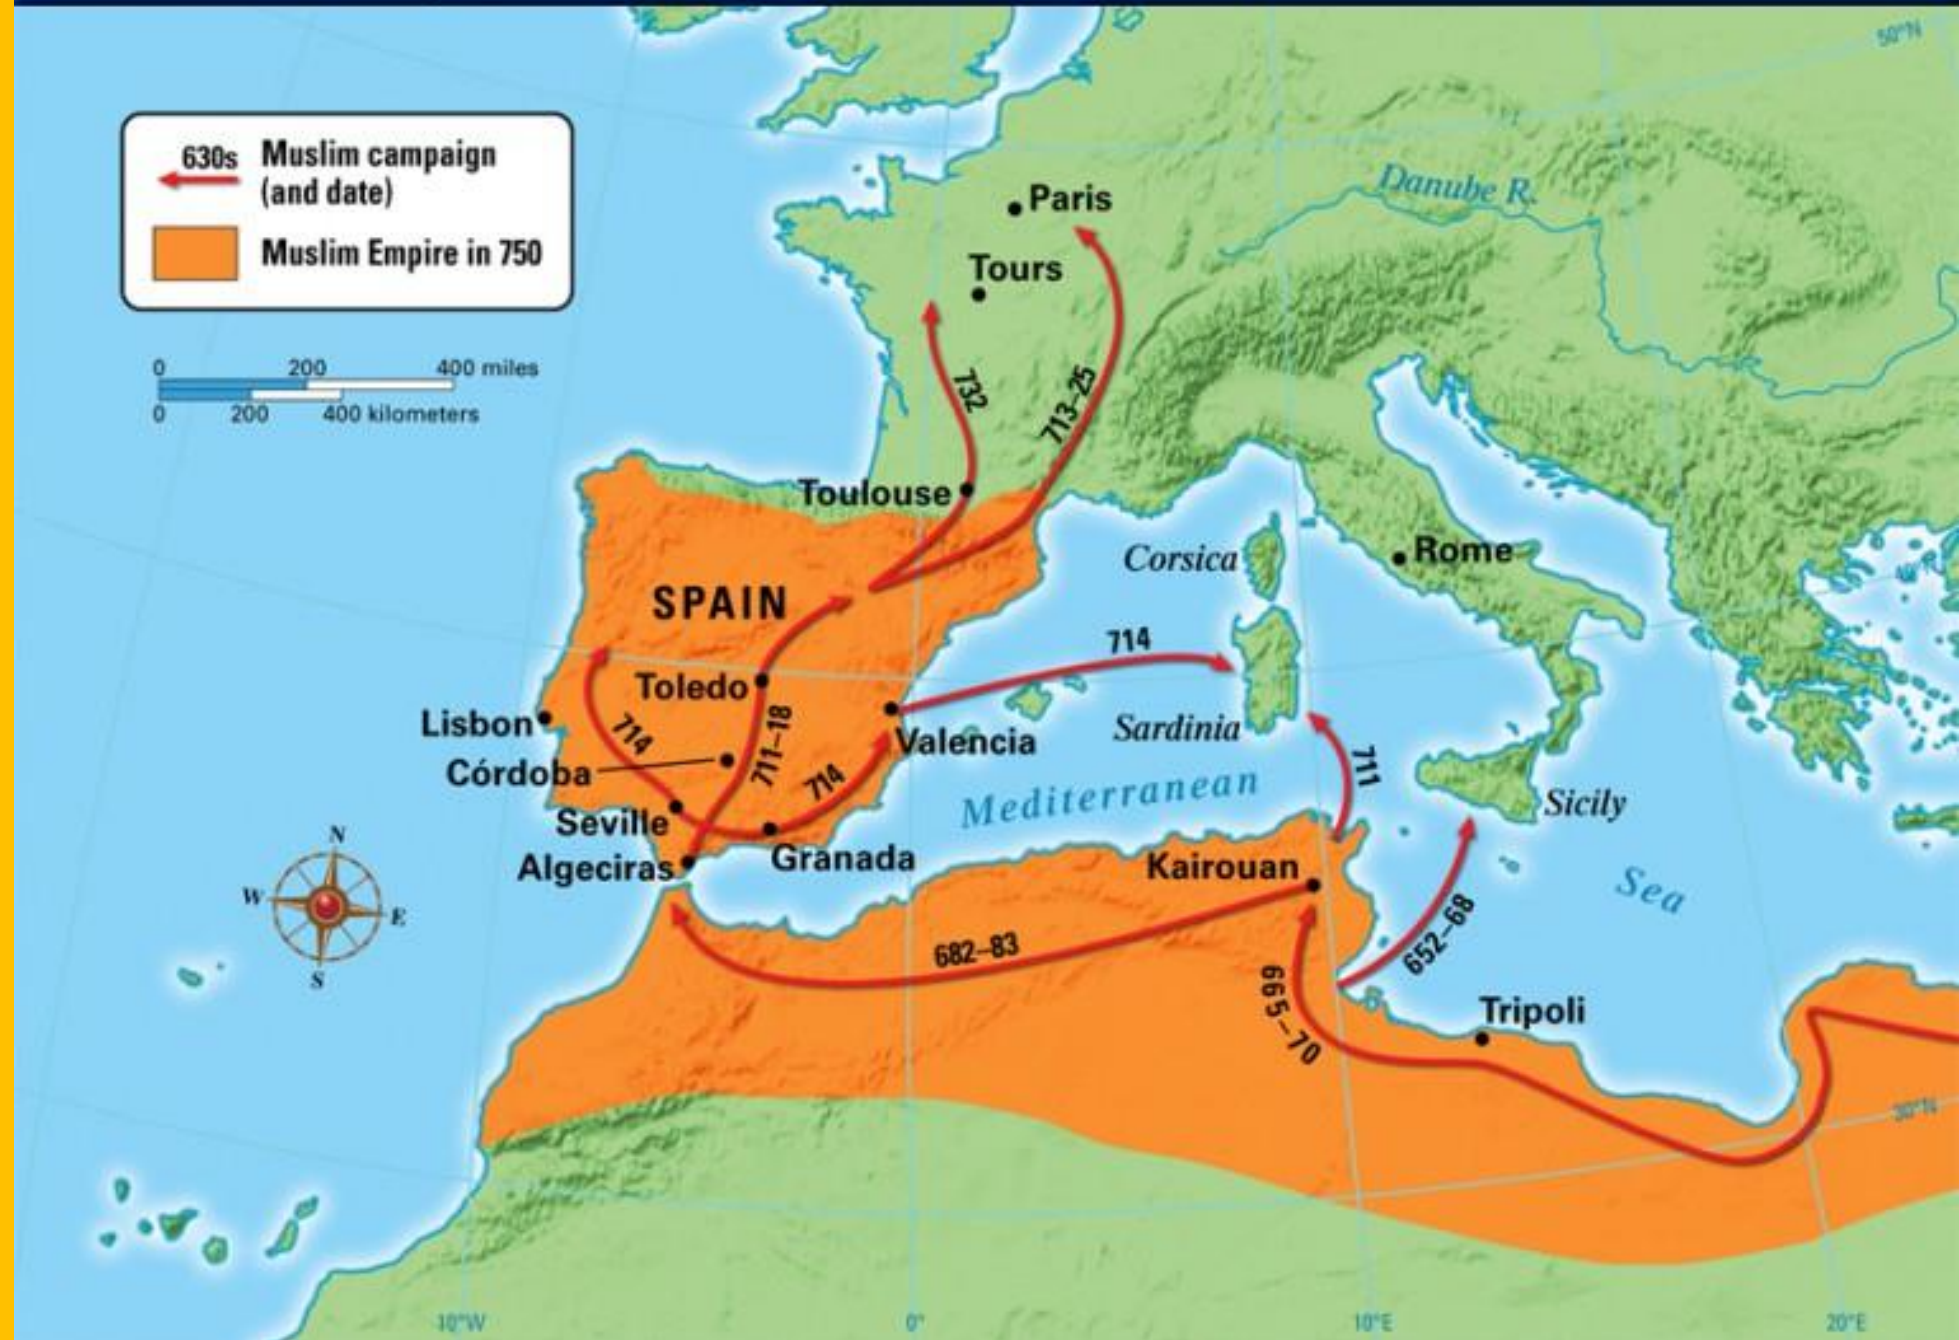 50°N
630s
Muslim campaign
(and date)
Muslim Empire in 750
0 200 400 miles
0 200 400 kilometers
Paris
Danube R.
Tours
732
713–25
Toulouse
Corsica
Rome
SPAIN
714
Toledo
Lisbon
714
711–18
Córdoba
Valencia
Sardinia
711
714
Mediterranean
Seville
Sicily
N
Algeciras
Granada
Kairouan
Sea
W
E
S
682–83
652–68
665–70
Tripoli
30°N
10°W
0°
10°E
20°E